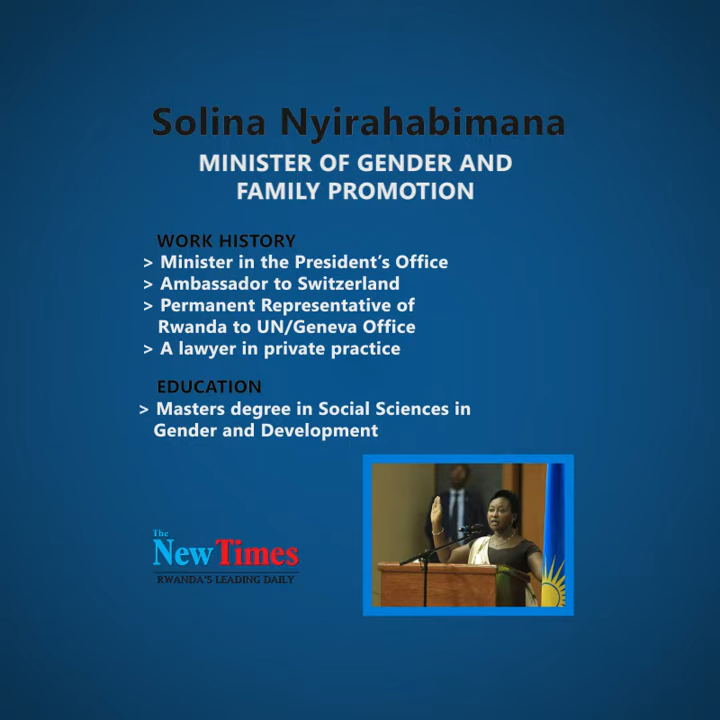 Solina Nyirahabimana
MINISTER OF GENDER AND
FAMILY PROMOTION
WORK HISTORY
> Minister in the President's Office
> Ambassador to Switzerland
> Permanent Representative of
Rwanda to UN/Geneva Office
> A lawyer in private practice
EDUCATION
> Masters degree in Social Sciences in
Gender and Development
The
New Times
RWANDA'S LEADING DAILY